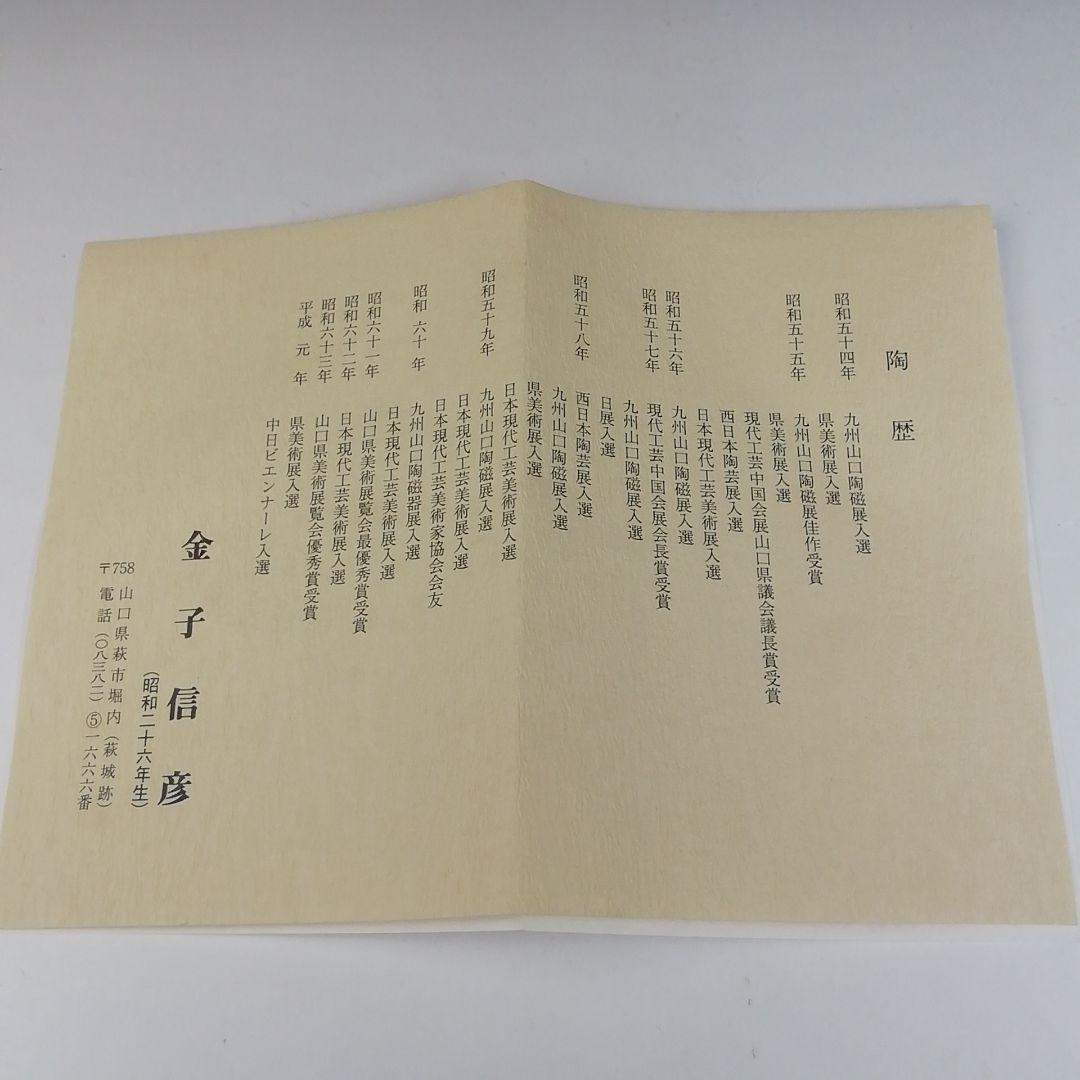 陶歴
昭和五十四年 九州山口陶磁展入選
県美術展入選
昭和五十五年 九州山口陶磁展佳作受賞
県美術展入選
現代工芸中国会展山口県議会議長賞受賞
西日本陶芸展入選
日本現代工芸美術展入選
昭和五十六年 九州山口陶磁展入選
昭和五十七年 現代工芸中国会展会長賞受賞
九州山口陶磁展入選
日展入選
昭和五十八年 西日本陶芸展入選
九州山口陶磁展入選
県美術展入選
日本現代工芸美術展入選
昭和五十九年 九州山口陶磁展入選
日本現代工芸美術展入選
日本現代工芸美術家協会会友
昭和六十年 九州山口陶磁器展入選
日本現代工芸美術展入選
昭和六十一年 山口県美術展覧会最優秀賞受賞
昭和六十二年 日本現代工芸美術展入選
昭和六十三年 山口県美術展覧会優秀賞受賞
平成元年 県美術展入選
中日ビエンナーレ入選
金子信彦
(昭和二十六年生)
〒758 山口県萩市堀内(萩城跡)
電話(〇八三八二)⑤一六六六番